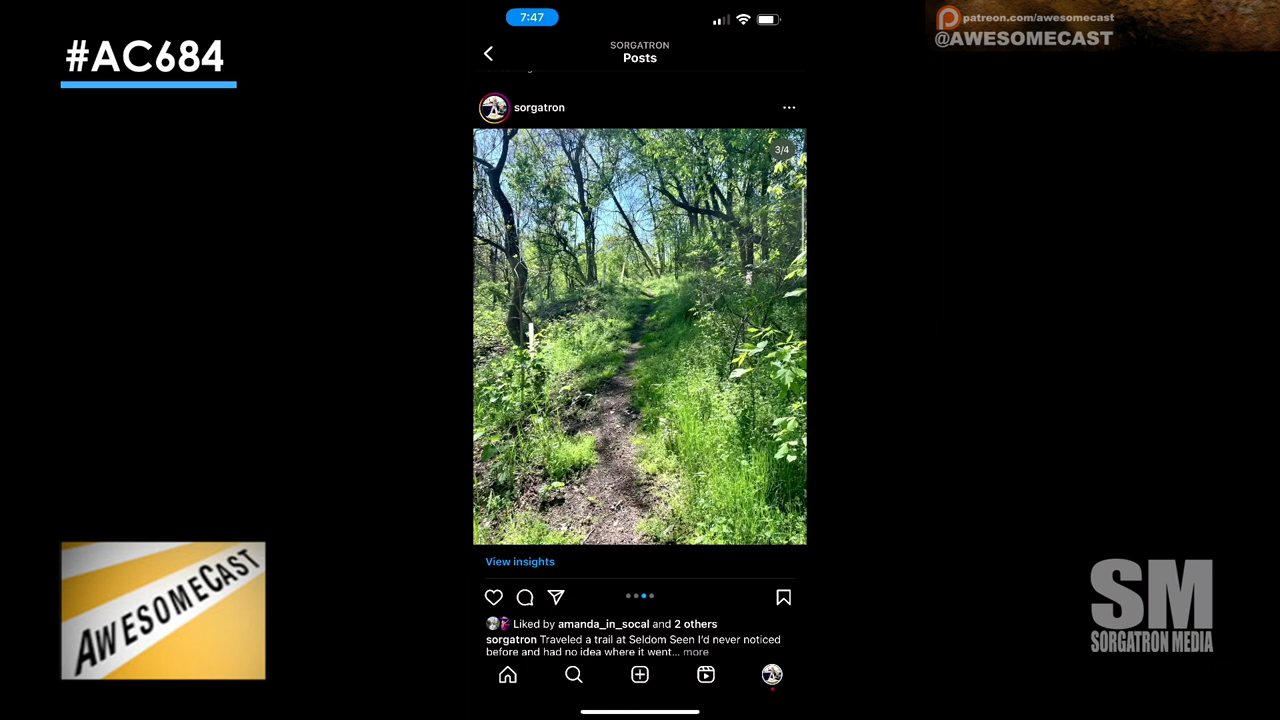 #AC684
7:47
patreon.com/awesomecast
@AWESOMECAST
SORGATRON
Posts
sorgatron
3/4
View insights
Liked by amanda_in_socal and 2 others
sorgatron Traveled a trail at Seldom Seen I'd never noticed
before and had no idea where it went... more
AWESOMECAST
SM
SORGATRON MEDIA